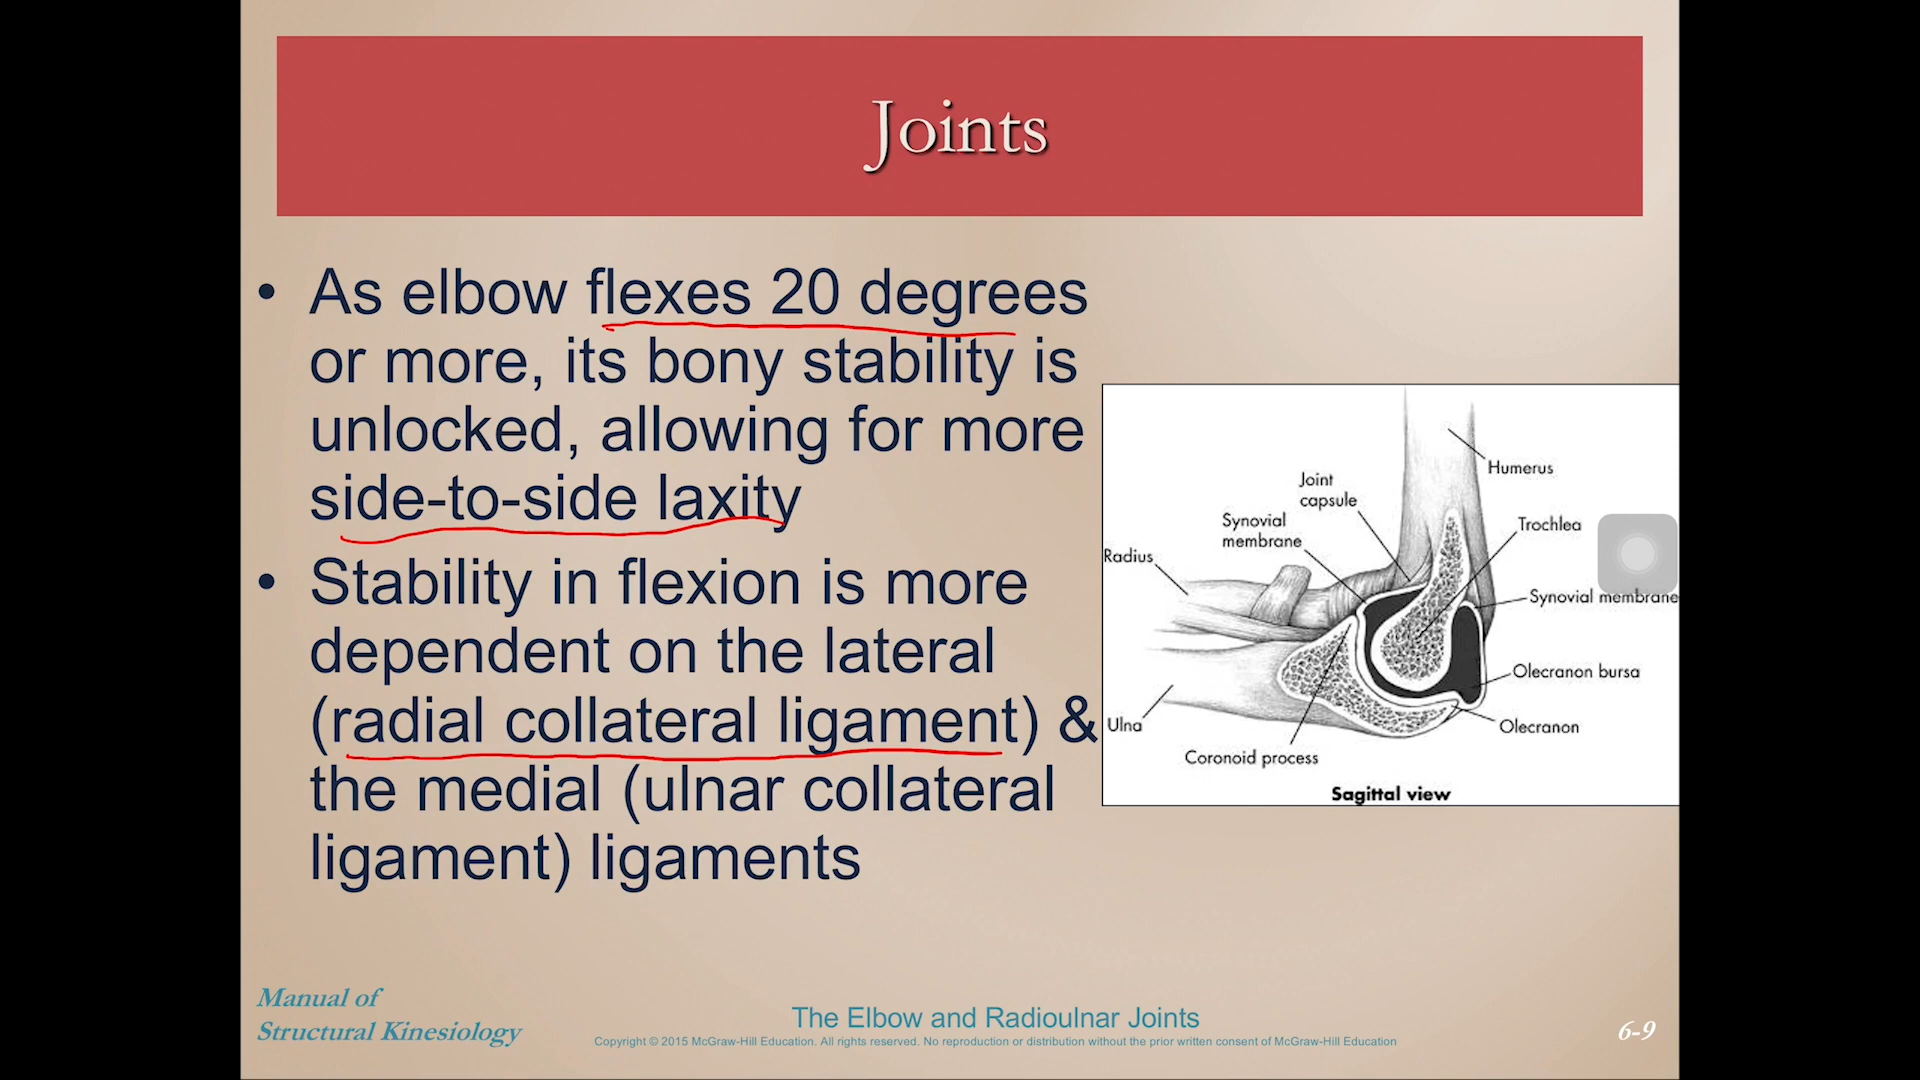 Joints
• As elbow flexes 20 degrees
or more, its bony stability is
unlocked, allowing for more
side-to-side laxity
• Stability in flexion is more
dependent on the lateral
(radial collateral ligament) &
the medial (ulnar collateral
ligament) ligaments
Humerus
Joint
capsule
Synovial
membrane
Trochlea
Radius
Synovial membrane
Olecranon bursa
Ulna
Olecranon
Coronoid process
Sagittal view
Manual of
Structural Kinesiology
The Elbow and Radioulnar Joints
Copyright © 2015 McGraw-Hill Education. All rights reserved. No reproduction or distribution without the prior written consent of McGraw-Hill Education
6-9